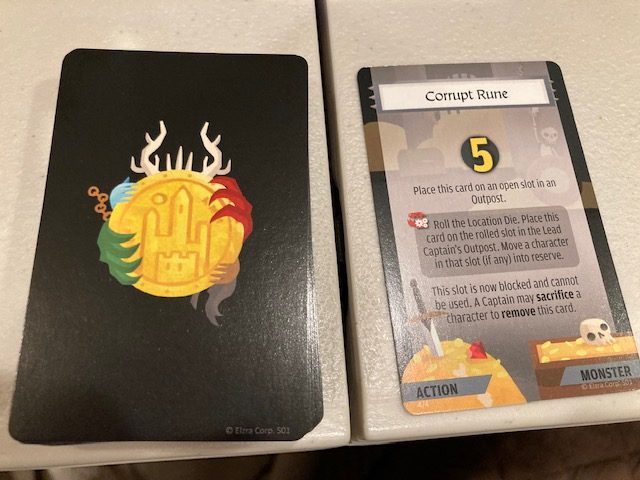 Corrupt Rune
5
Place this card on an open slot in an
Outpost.
Roll the Location Die. Place this
card on the rolled slot in the Lead
Captain's Outpost. Move a character
in that slot (if any) into reserve.
This slot is now blocked and cannot
be used. A Captain may sacrifice a
character to remove this card.
ACTION
MONSTER
4/4
© Elzra Corp. S01
© Elzra Corp. S01